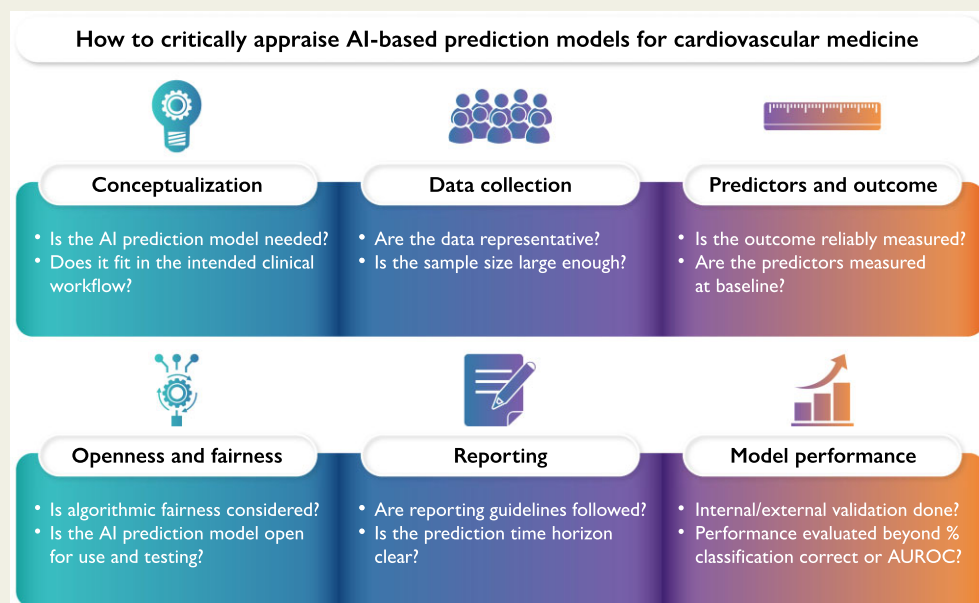 How to critically appraise AI-based prediction models for cardiovascular medicine
Conceptualization
• Is the AI prediction model needed?
• Does it fit in the intended clinical
workflow?
Data collection
• Are the data representative?
• Is the sample size large enough?
Predictors and outcome
• Is the outcome reliably measured?
• Are the predictors measured
at baseline?
Openness and fairness
• Is algorithmic fairness considered?
• Is the AI prediction model open
for use and testing?
Reporting
• Are reporting guidelines followed?
• Is the prediction time horizon
clear?
Model performance
• Internal/external validation done?
• Performance evaluated beyond %
classification correct or AUROC?